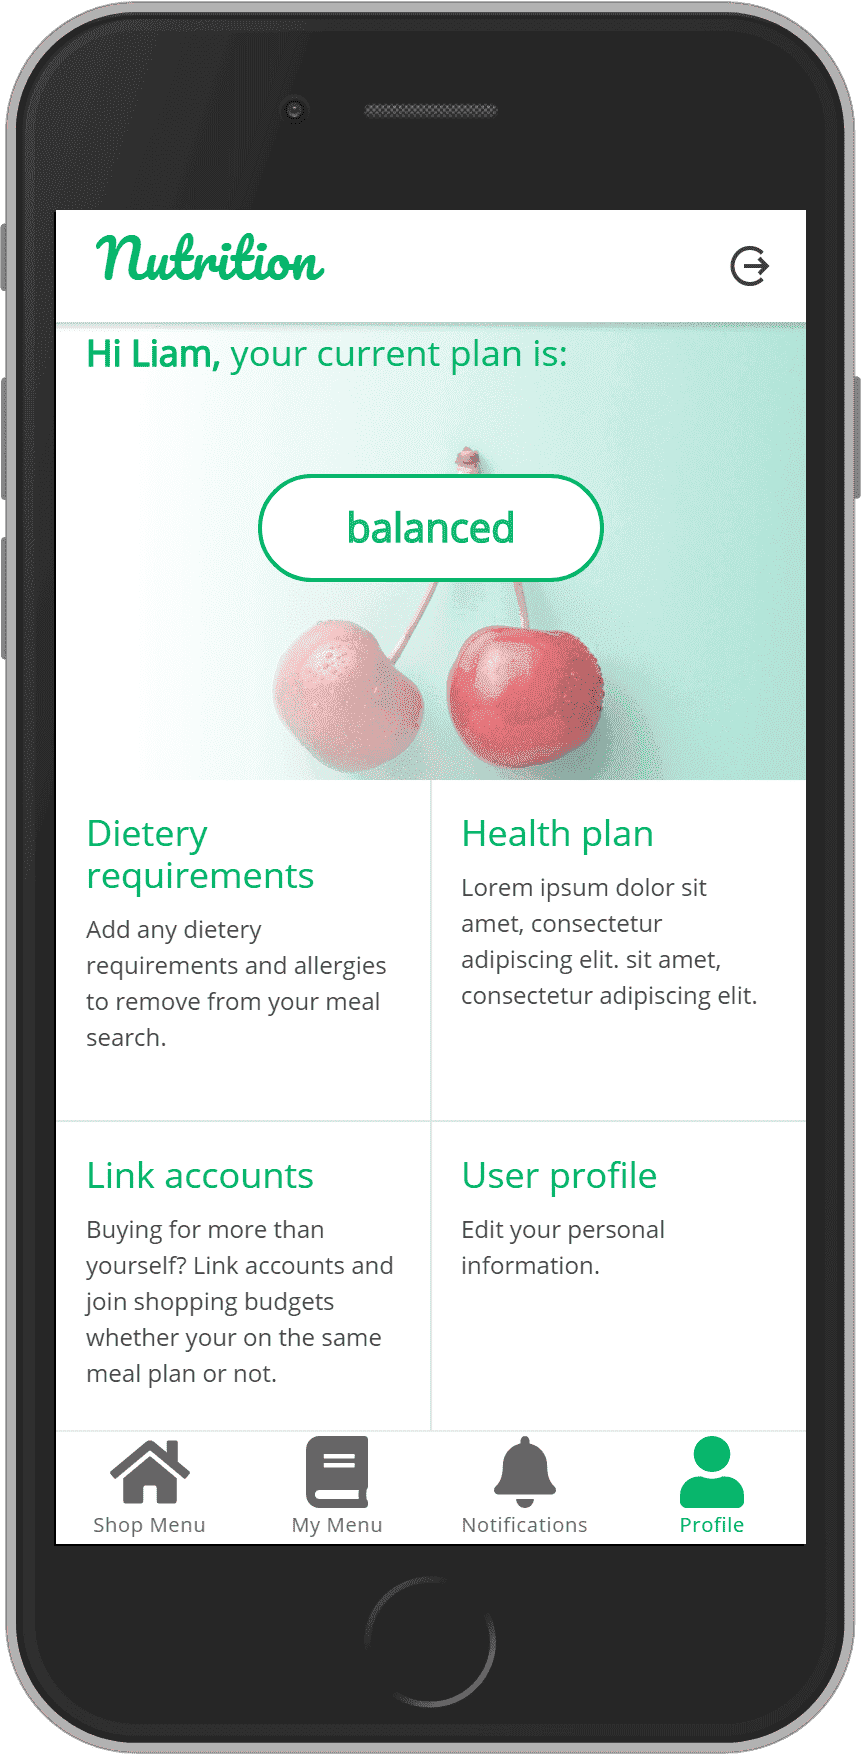 Nutrition
Hi Liam, your current plan is:
balanced
Dietery
requirements
Add any dietery
requirements and allergies
to remove from your meal
search.
Health plan
Lorem ipsum dolor sit
amet, consectetur
adipiscing elit. sit amet,
consectetur adipiscing elit.
Link accounts
Buying for more than
yourself? Link accounts and
join shopping budgets
whether your on the same
meal plan or not.
User profile
Edit your personal
information.
Shop Menu
My Menu
Notifications
Profile